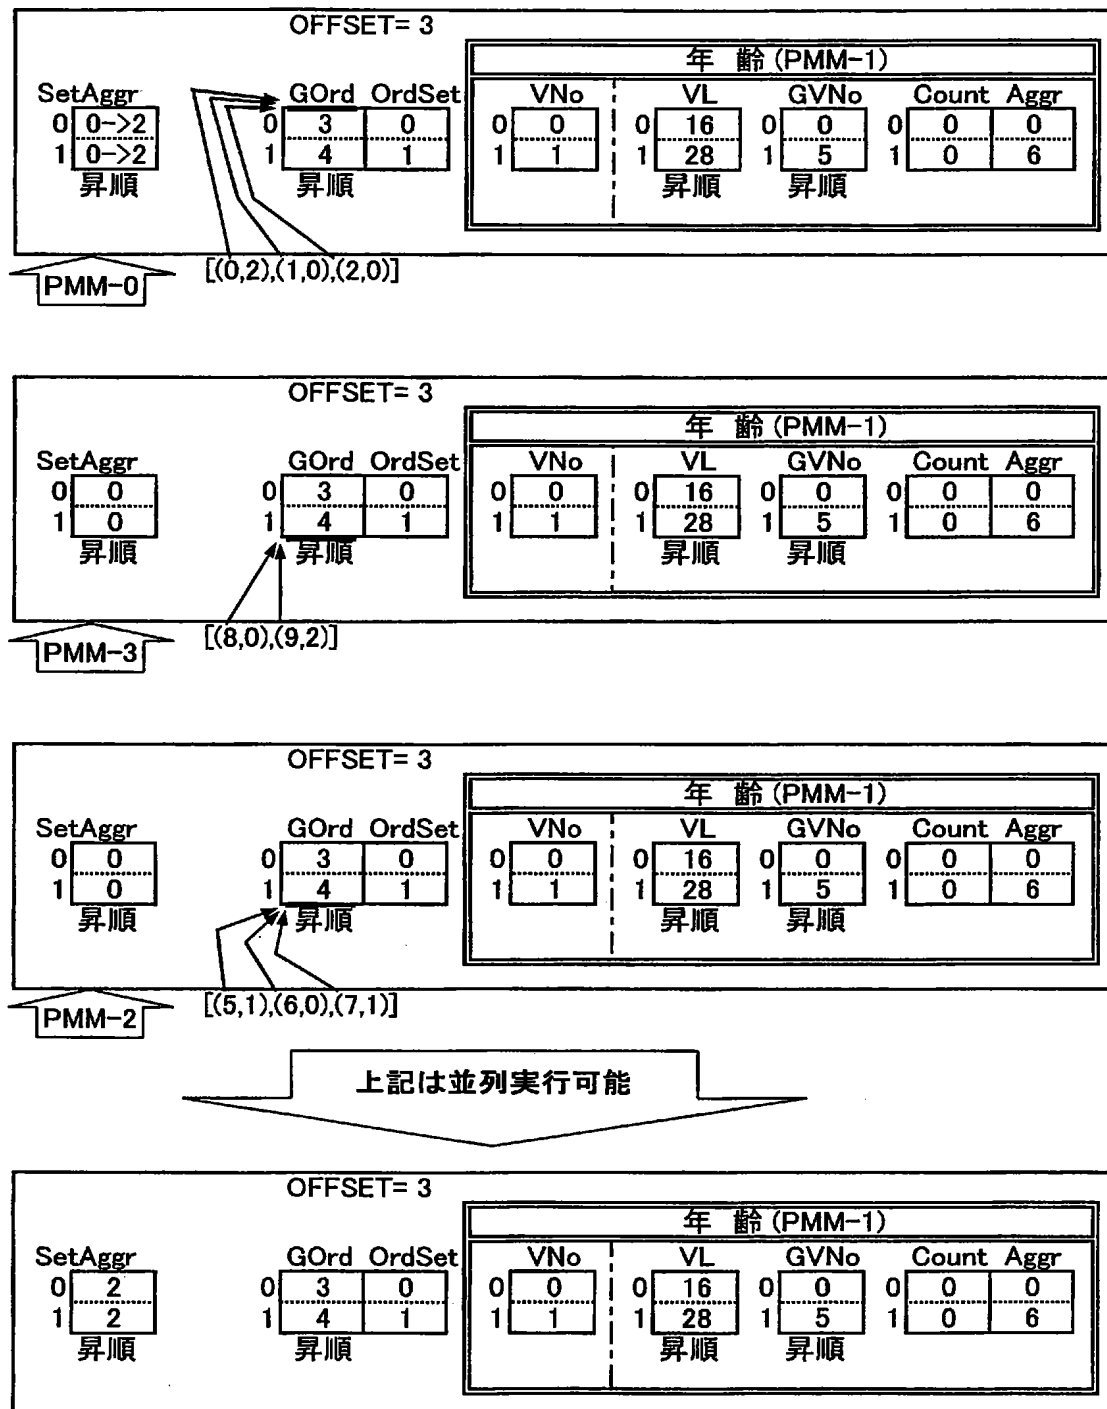 OFFSET= 3
年 齢 (PMM-1)
SetAggr GOrd OrdSet VNo VL GVNo Count Aggr
0 0->2 0 3 0 0 0 0 16 0 0 0 0 0
1 0->2 1 4 1 1 1 1 28 1 5 1 0 6
昇順 昇順 昇順 昇順
[(0,2),(1,0),(2,0)]
PMM-0
OFFSET= 3
年 齢 (PMM-1)
SetAggr GOrd OrdSet VNo VL GVNo Count Aggr
0 0 0 3 0 0 0 0 16 0 0 0 0 0
1 0 1 4 1 1 1 1 28 1 5 1 0 6
昇順 昇順 昇順 昇順
[(8,0),(9,2)]
PMM-3
OFFSET= 3
年 齢 (PMM-1)
SetAggr GOrd OrdSet VNo VL GVNo Count Aggr
0 0 0 3 0 0 0 0 16 0 0 0 0 0
1 0 1 4 1 1 1 1 28 1 5 1 0 6
昇順 昇順 昇順 昇順
[(5,1),(6,0),(7,1)]
PMM-2
上記は並列実行可能
OFFSET= 3
年 齢 (PMM-1)
SetAggr GOrd OrdSet VNo VL GVNo Count Aggr
0 2 0 3 0 0 0 0 16 0 0 0 0 0
1 2 1 4 1 1 1 1 28 1 5 1 0 6
昇順 昇順 昇順 昇順